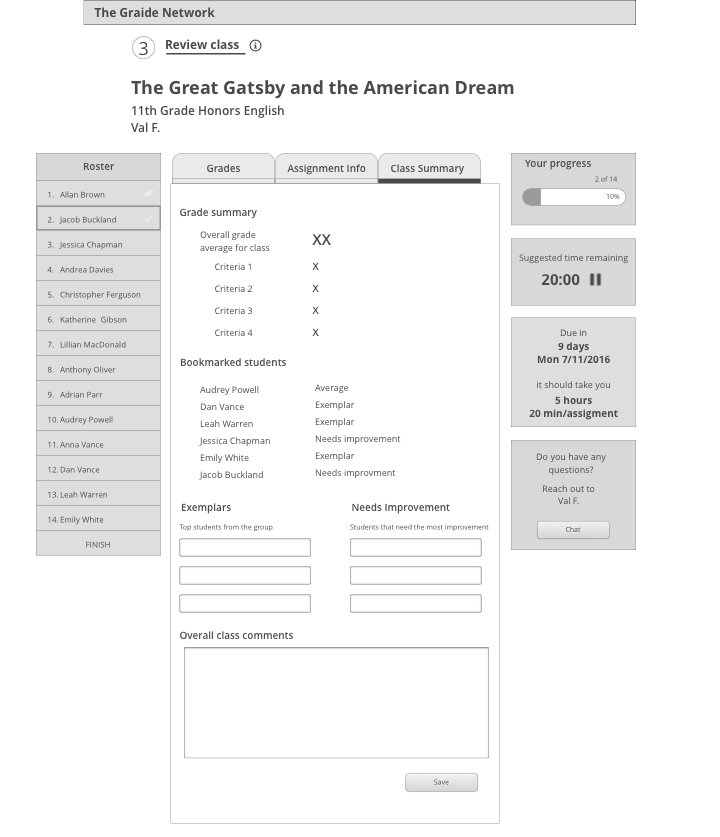 The Graide Network
3 Review class i
The Great Gatsby and the American Dream
11th Grade Honors English
Val F.
Roster
1. Allan Brown
2. Jacob Buckland
3. Jessica Chapman
4. Andrea Davies
5. Christopher Ferguson
6. Katherine Gibson
7. Lillian MacDonald
8. Anthony Oliver
9. Adrian Parr
10. Audrey Powell
11. Anna Vance
12. Dan Vance
13. Leah Warren
14. Emily White
FINISH
Grades
Assignment Info
Class Summary
Grade summary
Overall grade
average for class
XX
Criteria 1 X
Criteria 2 X
Criteria 3 X
Criteria 4 X
Bookmarked students
Audrey Powell Average
Dan Vance Exemplar
Leah Warren Exemplar
Jessica Chapman Needs improvement
Emily White Exemplar
Jacob Buckland Needs improvment
Exemplars
Top students from the group
Needs Improvement
Students that need the most improvement
Overall class comments
Save
Your progress
2 of 14
10%
Suggested time remaining
20:00
Due in
9 days
Mon 7/11/2016
it should take you
5 hours
20 min/assigment
Do you have any
questions?
Reach out to
Val F.
Chat